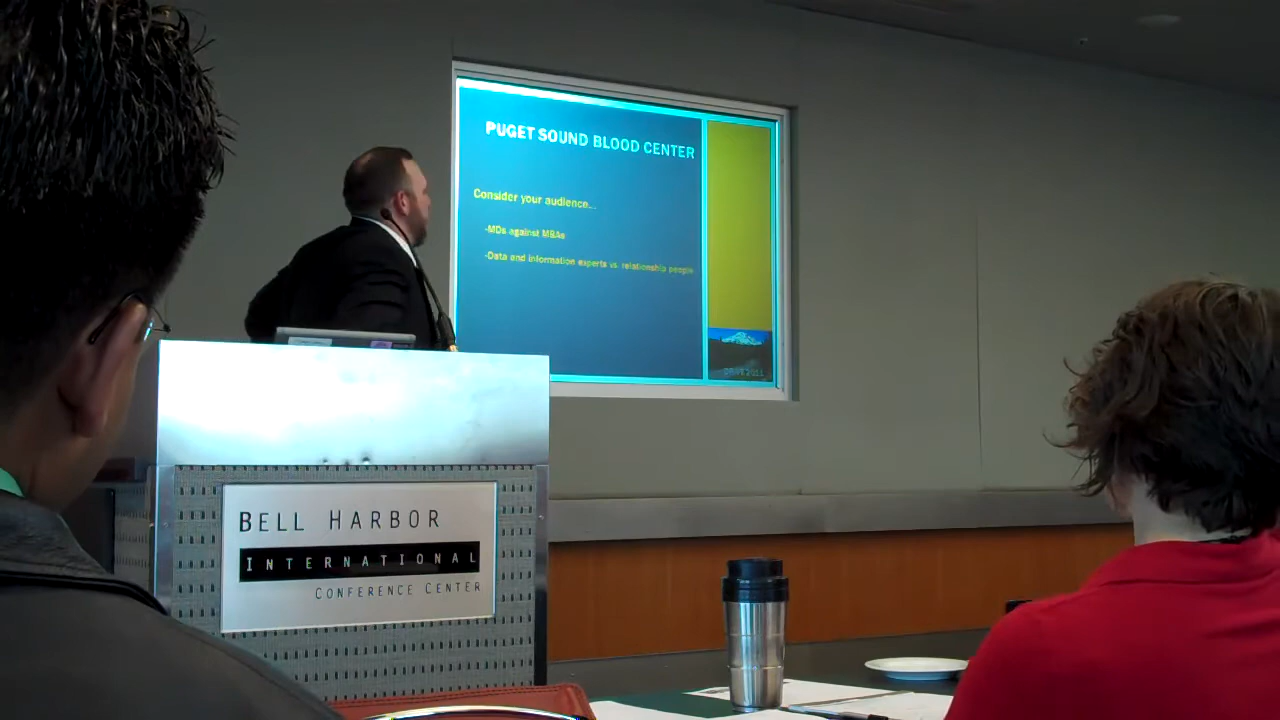 PUGET SOUND BLOOD CENTER
Consider your audience...
-MDs against MBAs
-Data and information experts vs. relationship people
BELL HARBOR
INTERNATIONAL
CONFERENCE CENTER